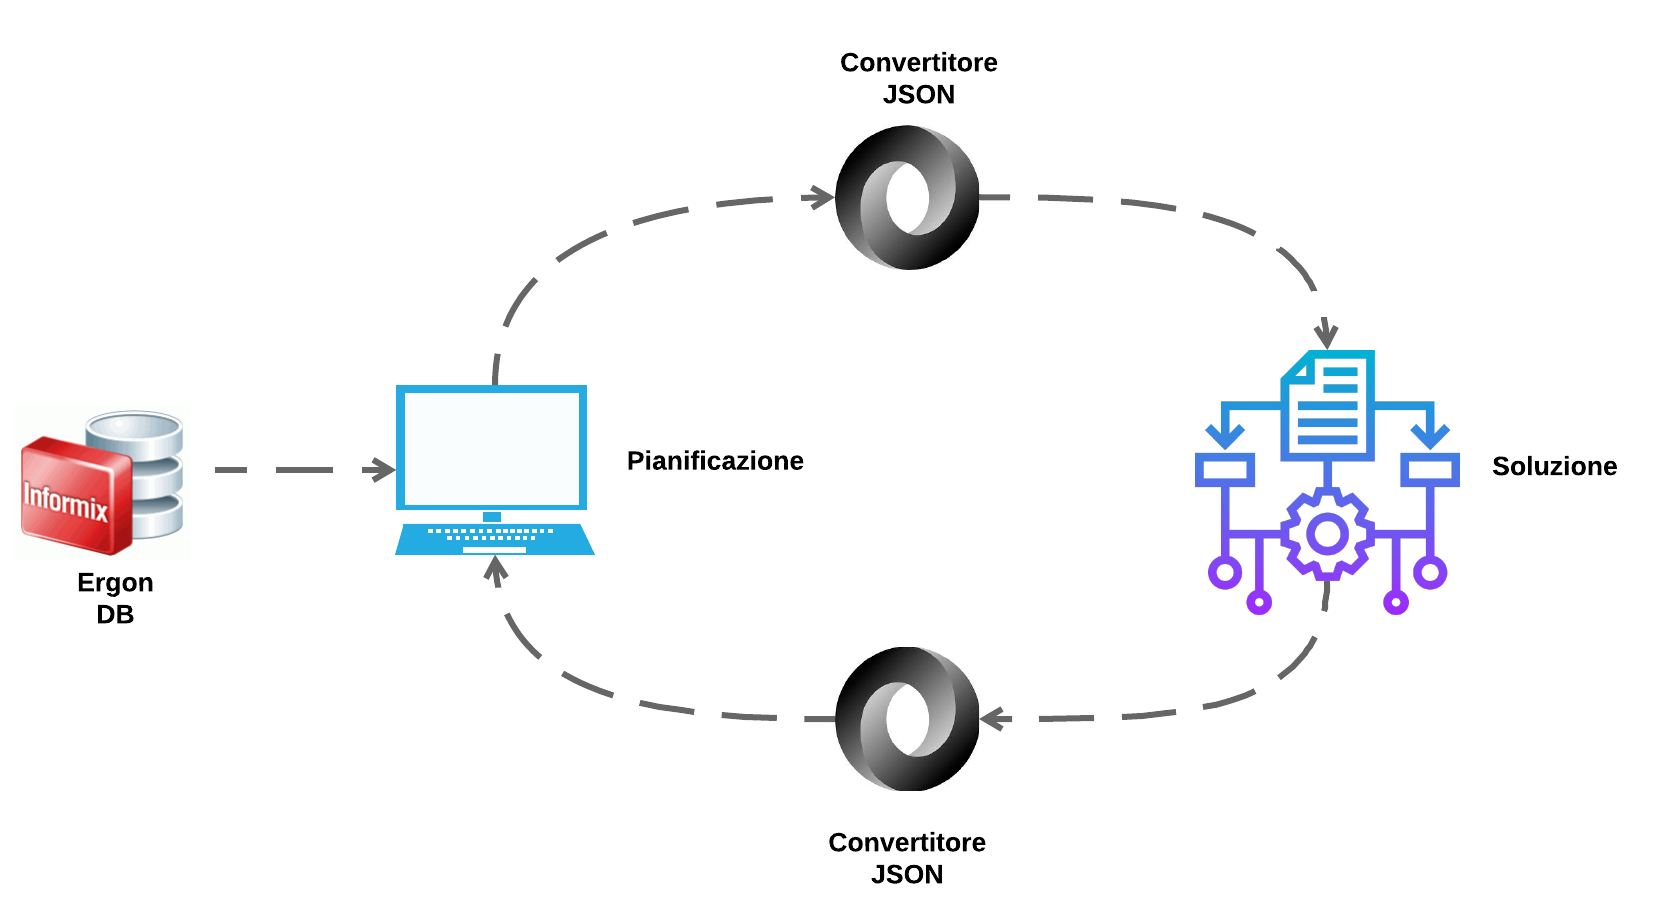 Convertitore
JSON
Pianificazione
Soluzione
Informix
Ergon
DB
Convertitore
JSON